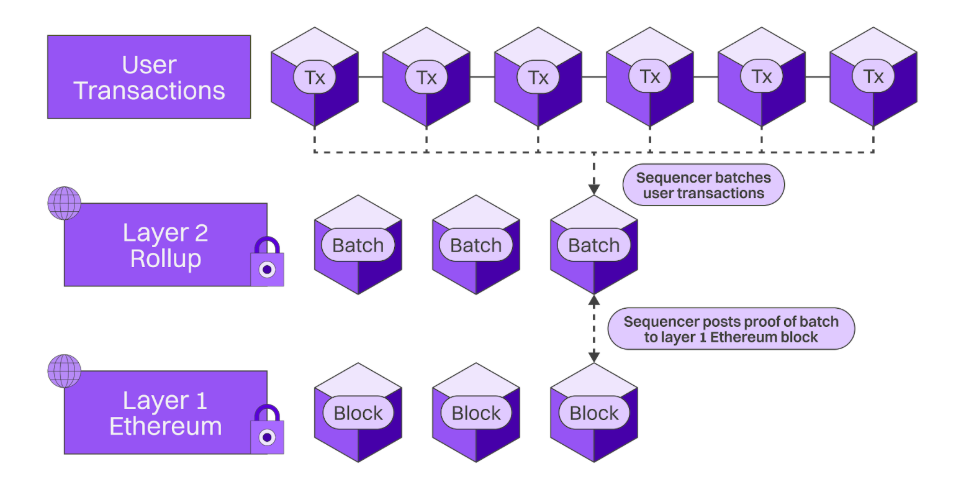 User
Transactions
Tx
Tx
Tx
Tx
Tx
Tx
Sequencer batches
user transactions
Layer 2
Rollup
Batch
Batch
Batch
Sequencer posts proof of batch
to layer 1 Ethereum block
Layer 1
Ethereum
Block
Block
Block